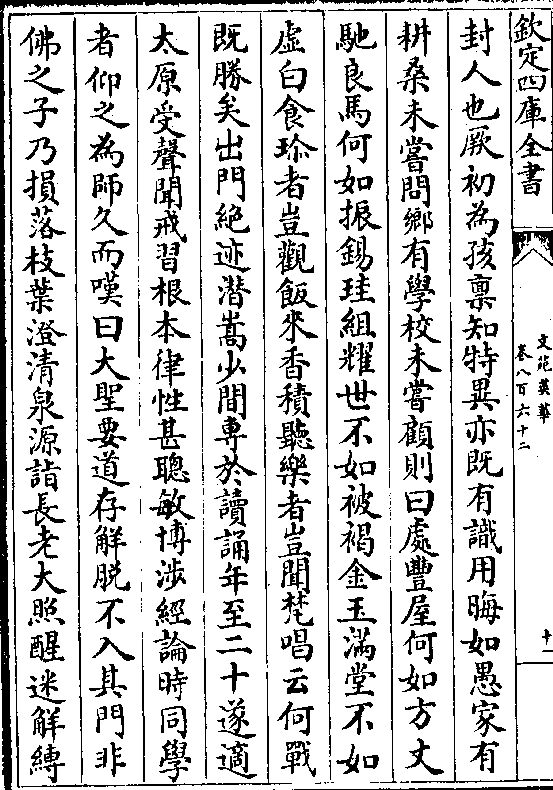 欽定四庫全書
文苑英華
卷八百六十二
十一
封人也厥初為孩禀知特異亦既有識用晦如愚家有
耕桑未嘗問鄉有學校未嘗顧則曰處豐屋何如方丈
馳良馬何如振錫珪組耀世不如被褐金玉滿堂不如
虛白食珍者豈觀飯來香積聽樂者豈聞梵唱云何戰
既勝矣出門絶迹潛嵩少間專於讀誦年至二十遂適
太原受聲聞戒習根本律性甚聰敏博涉經論時同學
者仰之為師久而嘆曰大聖要道存解脱不入其門非
佛之子乃損落枝葉澄清泉源詣長老大照醒迷解縛